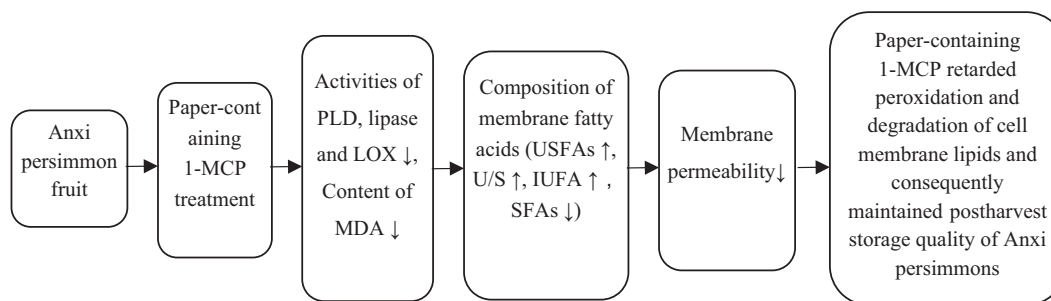 Anxi
persimmon
fruit
Paper-cont
aining
1-MCP
treatment
Activities of
PLD, lipase
and LOX ↓,
Content of
MDA ↓
Composition of
membrane fatty
acids (USFAs ↑,
U/S ↑, IUFA ↑ ,
SFAs ↓)
Membrane
permeability↓
Paper-containing
1-MCP retarded
peroxidation and
degradation of cell
membrane lipids and
consequently
maintained postharvest
storage quality of Anxi
persimmons